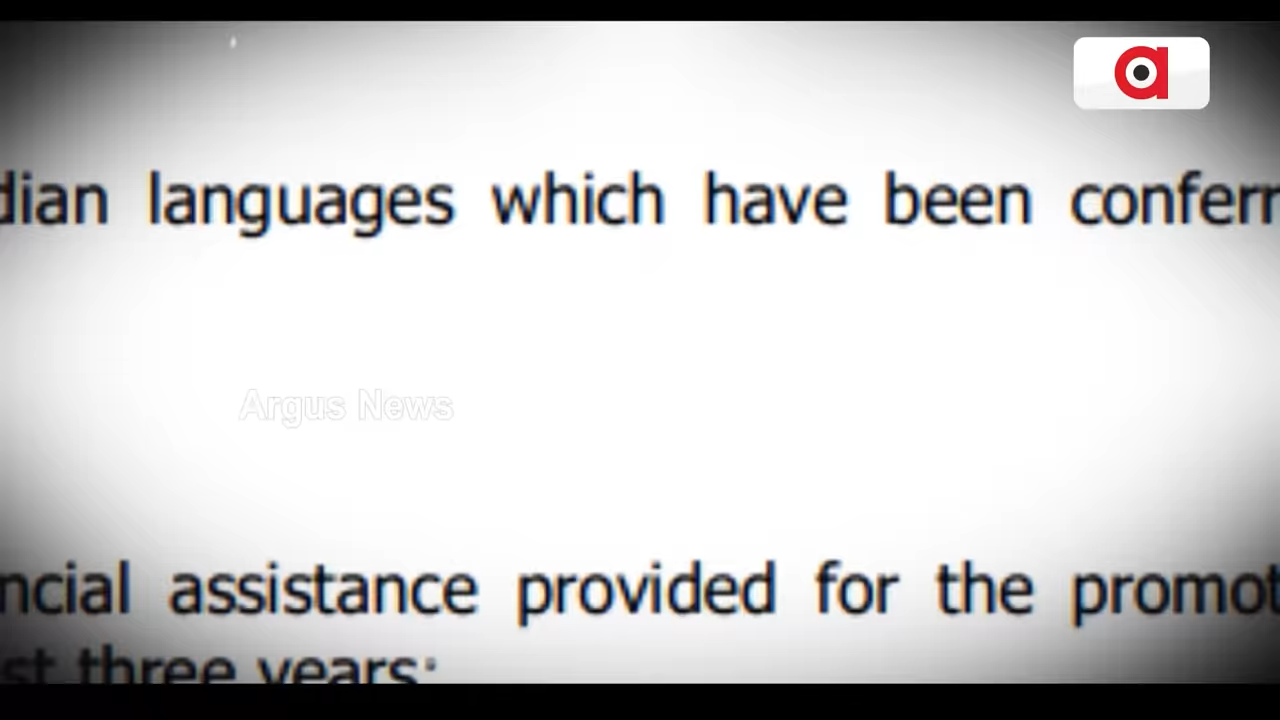 dian languages which have been conferr
Argus News
ncial assistance provided for the promot
st three years;